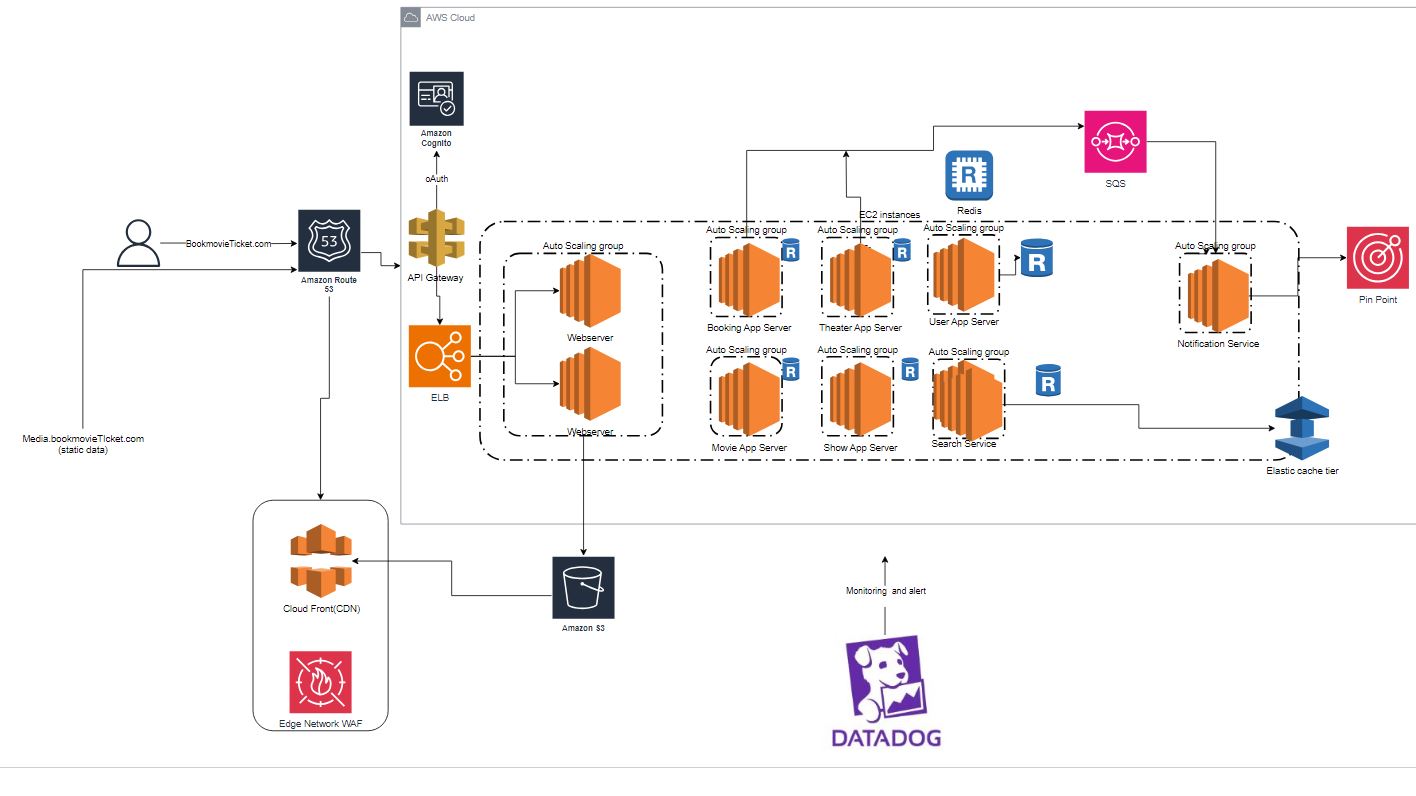 AWS Cloud
Amazon
Cognito
oAuth
SQS
R
Redis
EC2 instances
BookmovieTicket.com
53
Amazon Route
53
API Gateway
Auto Scaling group
Webserver
Webserver
ELB
Auto Scaling group
R
Booking App Server
Auto Scaling group
R
Theater App Server
Auto Scaling group
R
User App Server
Auto Scaling group
Notification Service
Pin Point
Auto Scaling group
R
Movie App Server
Auto Scaling group
R
Show App Server
Auto Scaling group
R
Search Service
Elastic cache tier
Media.bookmovieTIcket.com
(static data)
Cloud Front(CDN)
Edge Network WAF
Amazon S3
Monitoring and alert
DATADOG